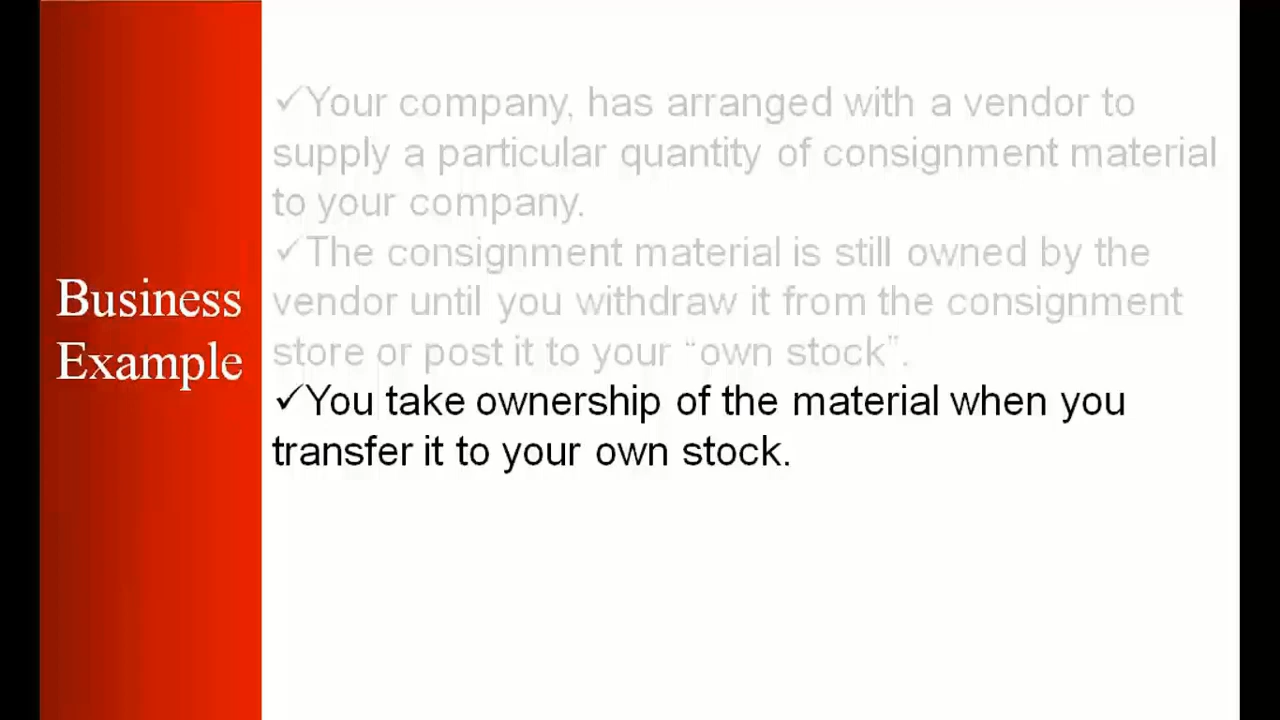 Business
Example
✓Your company, has arranged with a vendor to
supply a particular quantity of consignment material
to your company.
✓The consignment material is still owned by the
vendor until you withdraw it from the consignment
store or post it to your “own stock”.
✓You take ownership of the material when you
transfer it to your own stock.